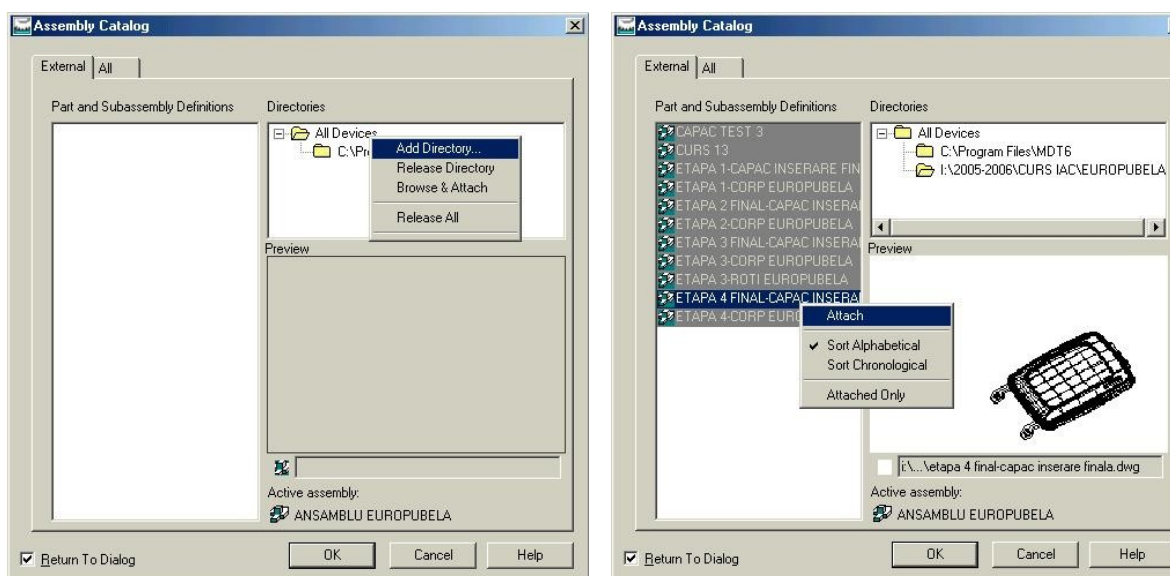 Assembly Catalog
External All
Part and Subassembly Definitions Directories
All Devices
C:\Pr
Add Directory...
Release Directory
Browse & Attach
Release All
Preview
Active assembly:
ANSAMBLU EUROPUBELA
Return To Dialog OK Cancel Help
Assembly Catalog
External All
Part and Subassembly Definitions Directories
CAPAC TEST 3
CURS 13
ETAPA 1-CAPAC INSERARE FIN
ETAPA 1-CORP EUROPUBELA
ETAPA 2 FINAL-CAPAC INSERA
ETAPA 2-CORP EUROPUBELA
ETAPA 3 FINAL-CAPAC INSERA
ETAPA 3-CORP EUROPUBELA
ETAPA 3-ROTI EUROPUBELA
ETAPA 4 FINAL-CAPAC INSERA
ETAPA 4-CORP EURO
Attach
Sort Alphabetical
Sort Chronological
Attached Only
All Devices
C:\Program Files\MDT6
I:\2005-2006\CURS IAC\EUROPUBELA
Preview
i:\...\etapa 4 final-capac inserare finala.dwg
Active assembly:
ANSAMBLU EUROPUBELA
Return To Dialog OK Cancel Help